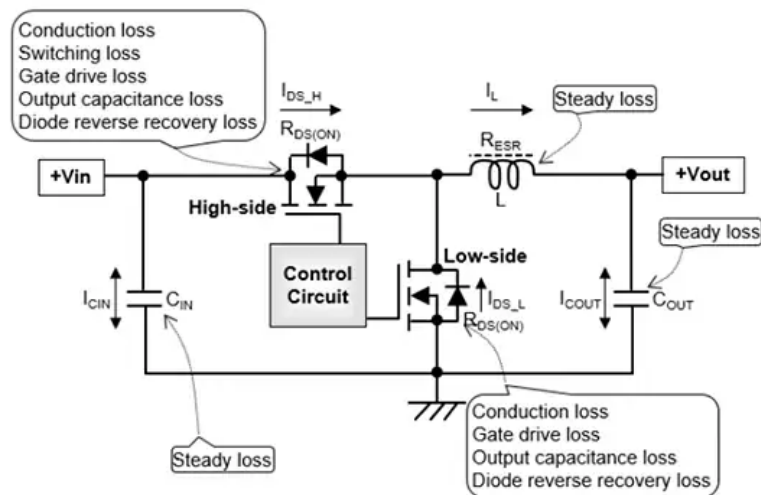 Conduction loss
Switching loss
Gate drive loss
Output capacitance loss
Diode reverse recovery loss
IDS_H
IL
Steady loss
RDS(ON)
RESR
+Vin
+Vout
L
High-side
Low-side
Steady loss
Control
Circuit
ICIN
CIN
IDS_L
ICOUT
COUT
RDS(ON)
Conduction loss
Gate drive loss
Output capacitance loss
Diode reverse recovery loss
Steady loss